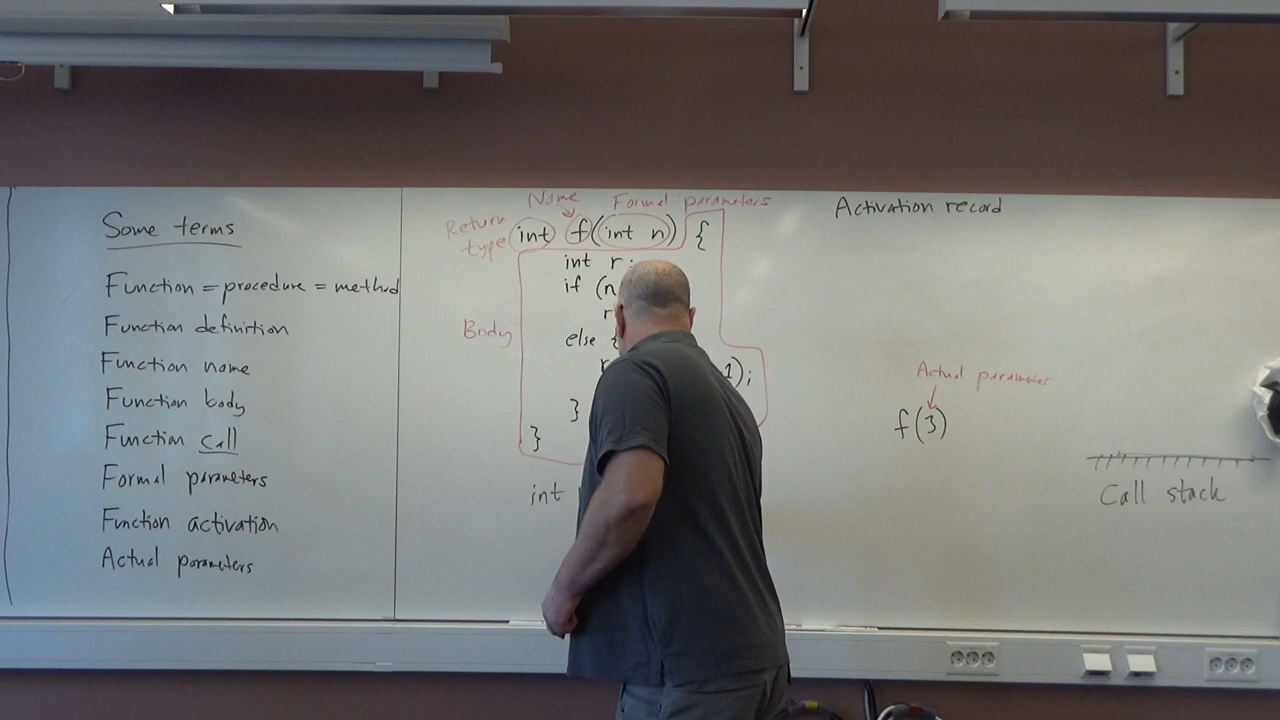 Some terms
Function = procedure = method
Function definition
Function name
Function body
Function call
Formal parameters
Function activation
Actual parameters
Name Formal parameters
Return type
int f(int n) {
int r;
if (n
r
else {
r 1);
}
}
Body
int
Activation record
Actual parameter
f(3)
Call stack